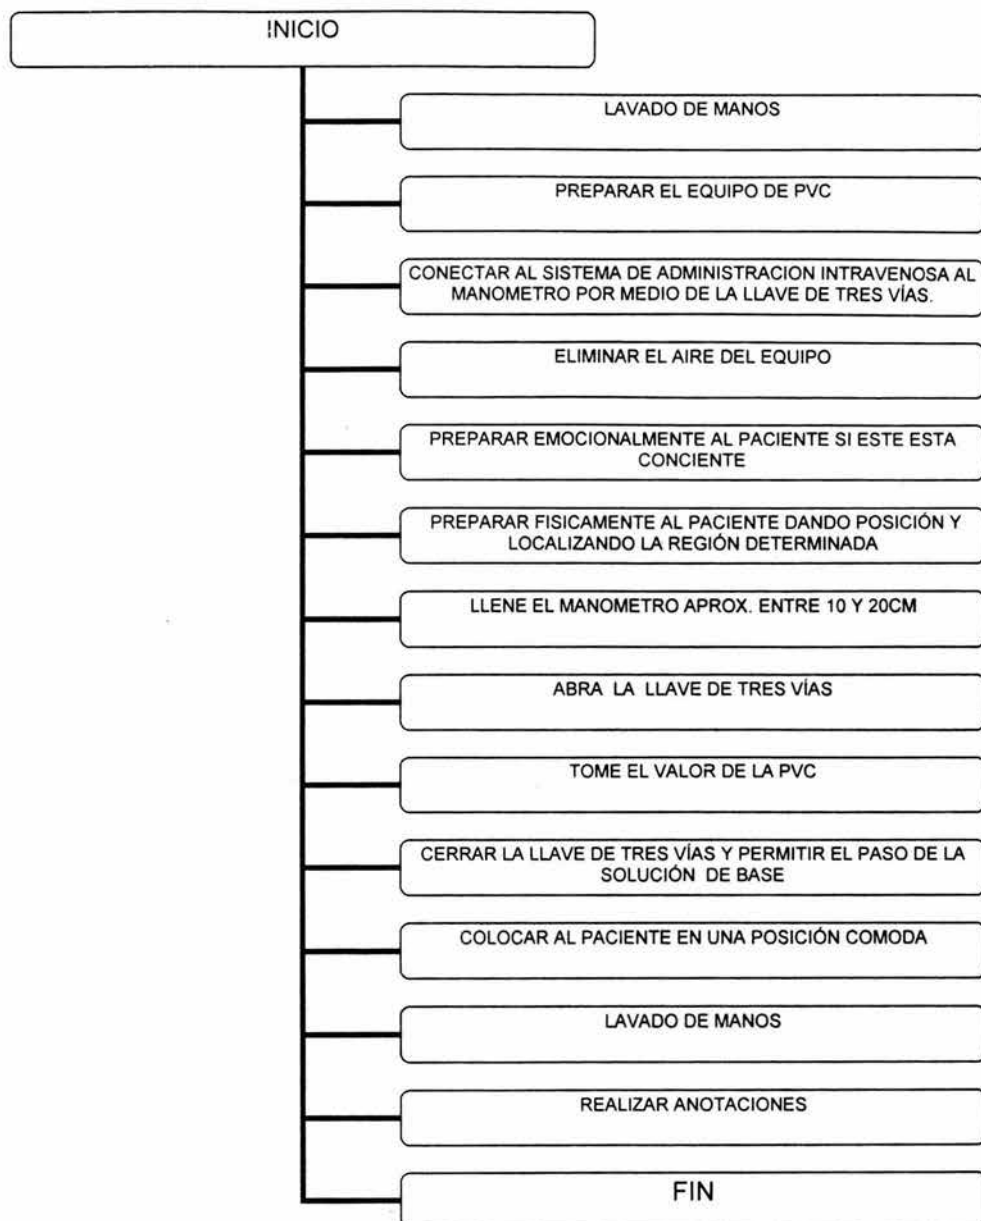 INICIO
LAVADO DE MANOS
PREPARAR EL EQUIPO DE PVC
CONECTAR AL SISTEMA DE ADMINISTRACION INTRAVENOSA AL
MANOMETRO POR MEDIO DE LA LLAVE DE TRES VÍAS.
ELIMINAR EL AIRE DEL EQUIPO
PREPARAR EMOCIONALMENTE AL PACIENTE SI ESTE ESTA
CONCIENTE
PREPARAR FISICAMENTE AL PACIENTE DANDO POSICIÓN Y
LOCALIZANDO LA REGIÓN DETERMINADA
LLENE EL MANOMETRO APROX. ENTRE 10 Y 20CM
ABRA LA LLAVE DE TRES VÍAS
TOME EL VALOR DE LA PVC
CERRAR LA LLAVE DE TRES VÍAS Y PERMITIR EL PASO DE LA
SOLUCIÓN DE BASE
COLOCAR AL PACIENTE EN UNA POSICIÓN COMODA
LAVADO DE MANOS
REALIZAR ANOTACIONES
FIN